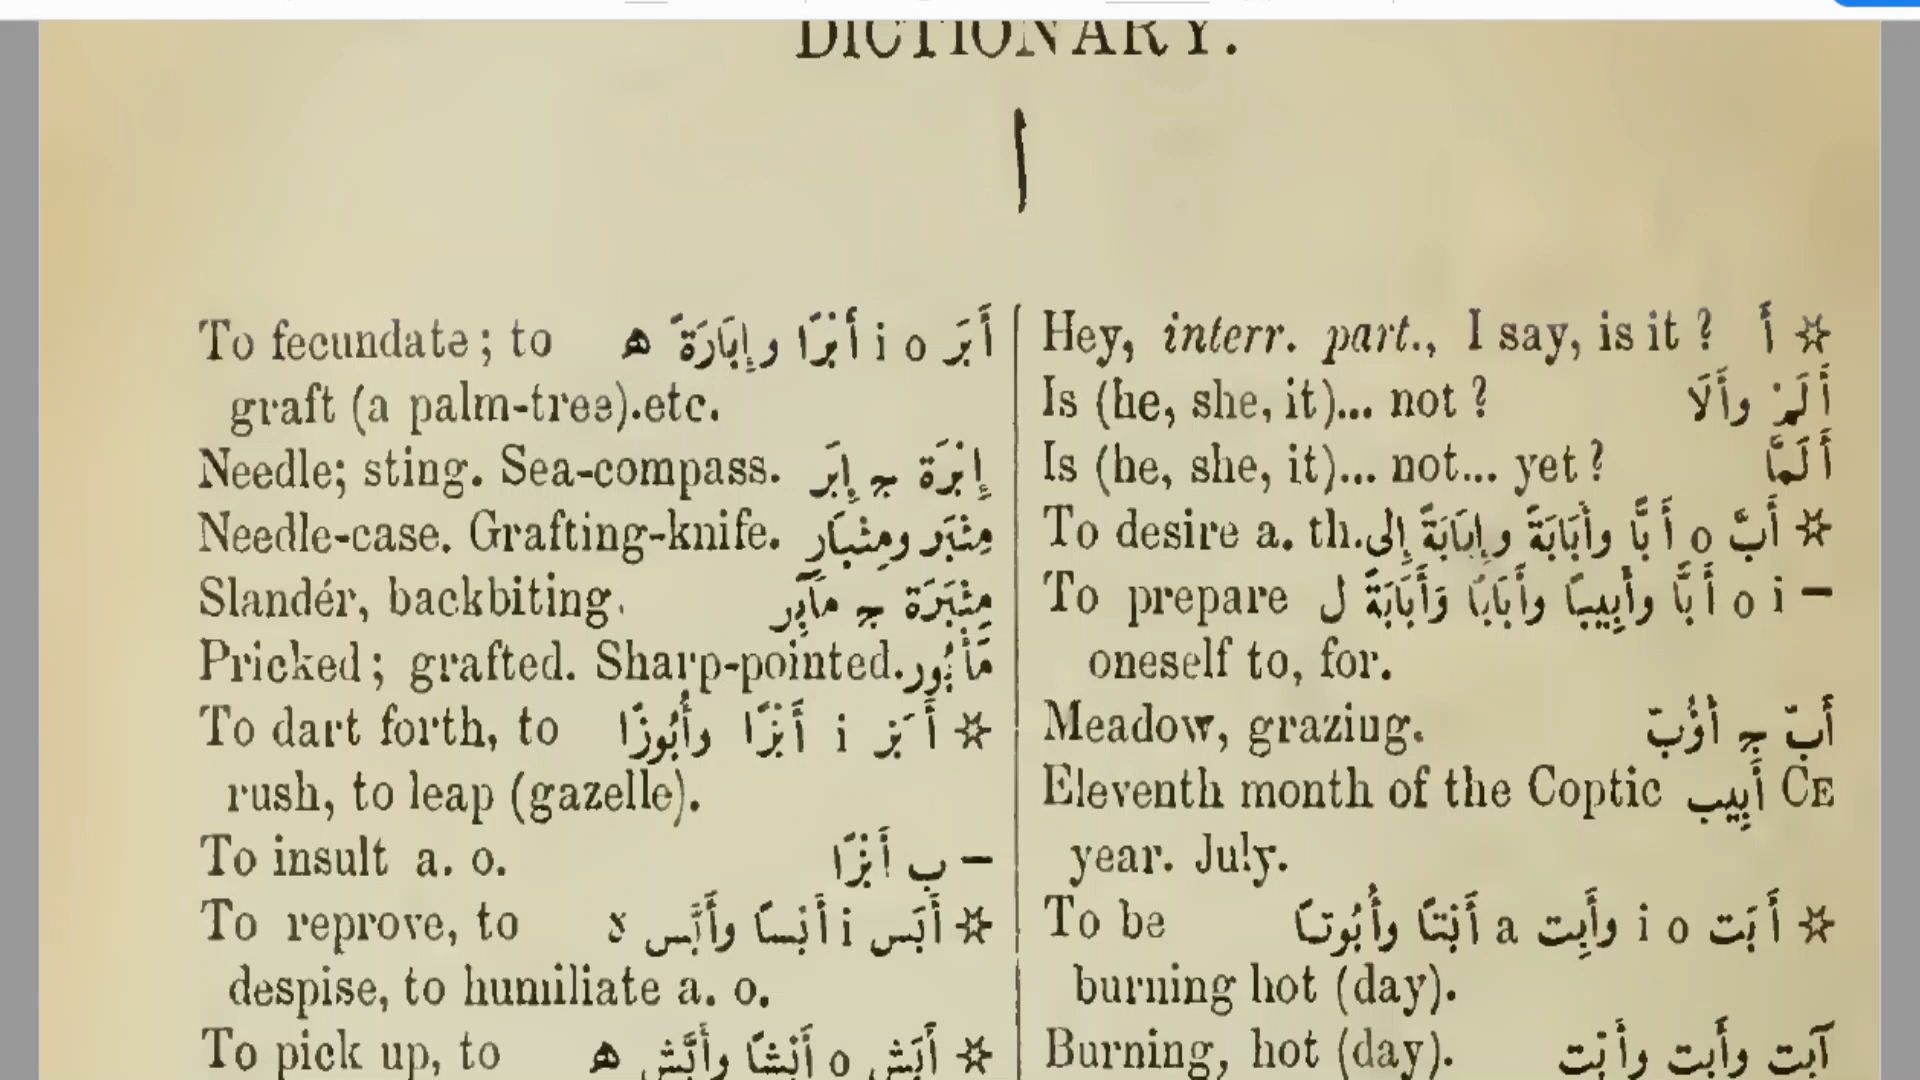 DICTIONARY.
ا
Hey, interr. part., I say, is it ? أَ ☆
Is (he, she, it)... not ? أَلَمْ وأَلَا
Is (he, she, it)... not... yet ? أَلَمَّا
To desire a. th. أَبَّ o أَبًّا وأَبَابَةً وإِبَابَةً إِلى ☆
To prepare – i o أَبًّا وأَبِيبًا وأَبَابًا وَأَبَابَةً ل
oneself to, for.
Meadow, grazing. أَبّ ج أَوُبّ
Eleventh month of the Coptic أَبِيب CE
year. July.
To be أَبَت i o وأَبِت a أَبْتًا وأُبُوتًا ☆
burning hot (day).
Burning, hot (day). آبَت وأَبِت وأَبْت
To fecundate ; to أَبَرَ i o أَبْرًا وإِبَارَةً ه
graft (a palm-tree).etc.
Needle; sting. Sea-compass. إِبْرَة ج إِبَر
Needle-case. Grafting-knife. مِئْبَر ومِئْبَار
Slandér, backbiting. مِئْبَرَة ج مَآبِر
Pricked ; grafted. Sharp-pointed. مَأْبُور
To dart forth, to أَبَز i أَبْزًا وأُبُوزًا ☆
rush, to leap (gazelle).
To insult a. o. – ب أَبْزًا
To reprove, to أَبَس i أَبْسًا وأَبَّس ه ☆
despise, to humiliate a. o.
To pick up, to أَبَش o أَبْشًا وأَبَّش ه ☆